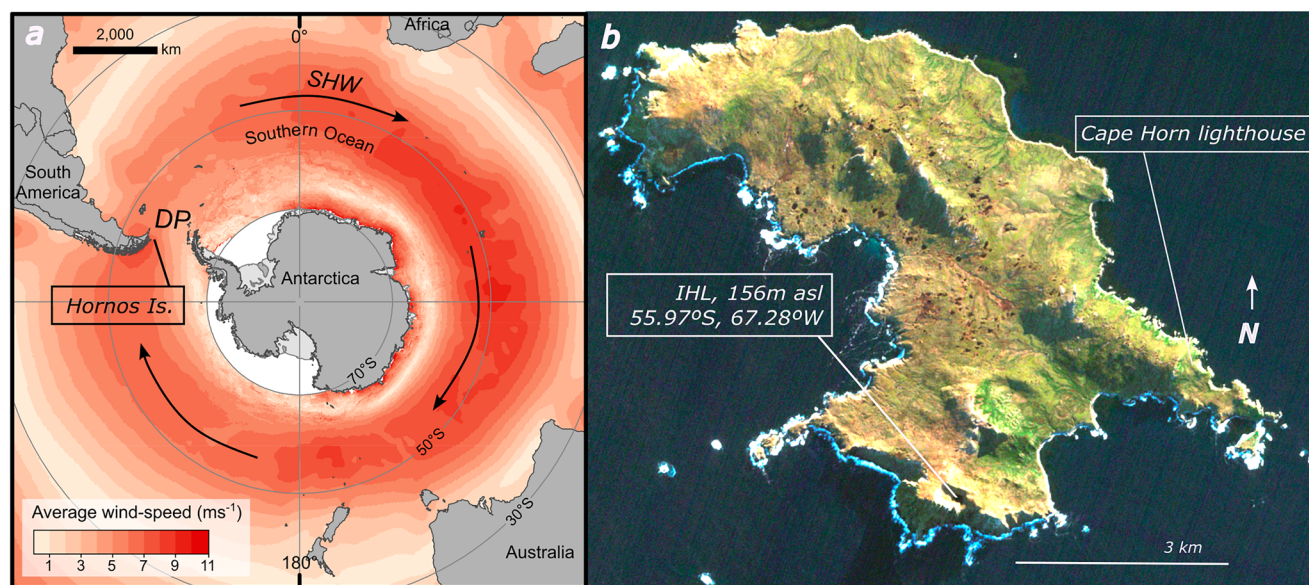 a
2,000
km
0°
Africa
SHW
Southern Ocean
South
America
DP
Antarctica
Hornos Is.
70°S
50°S
30°S
Average wind-speed (ms⁻¹)
1 3 5 7 9 11
180°
Australia
b
Cape Horn lighthouse
IHL, 156m asl
55.97ºS, 67.28ºW
N
3 km